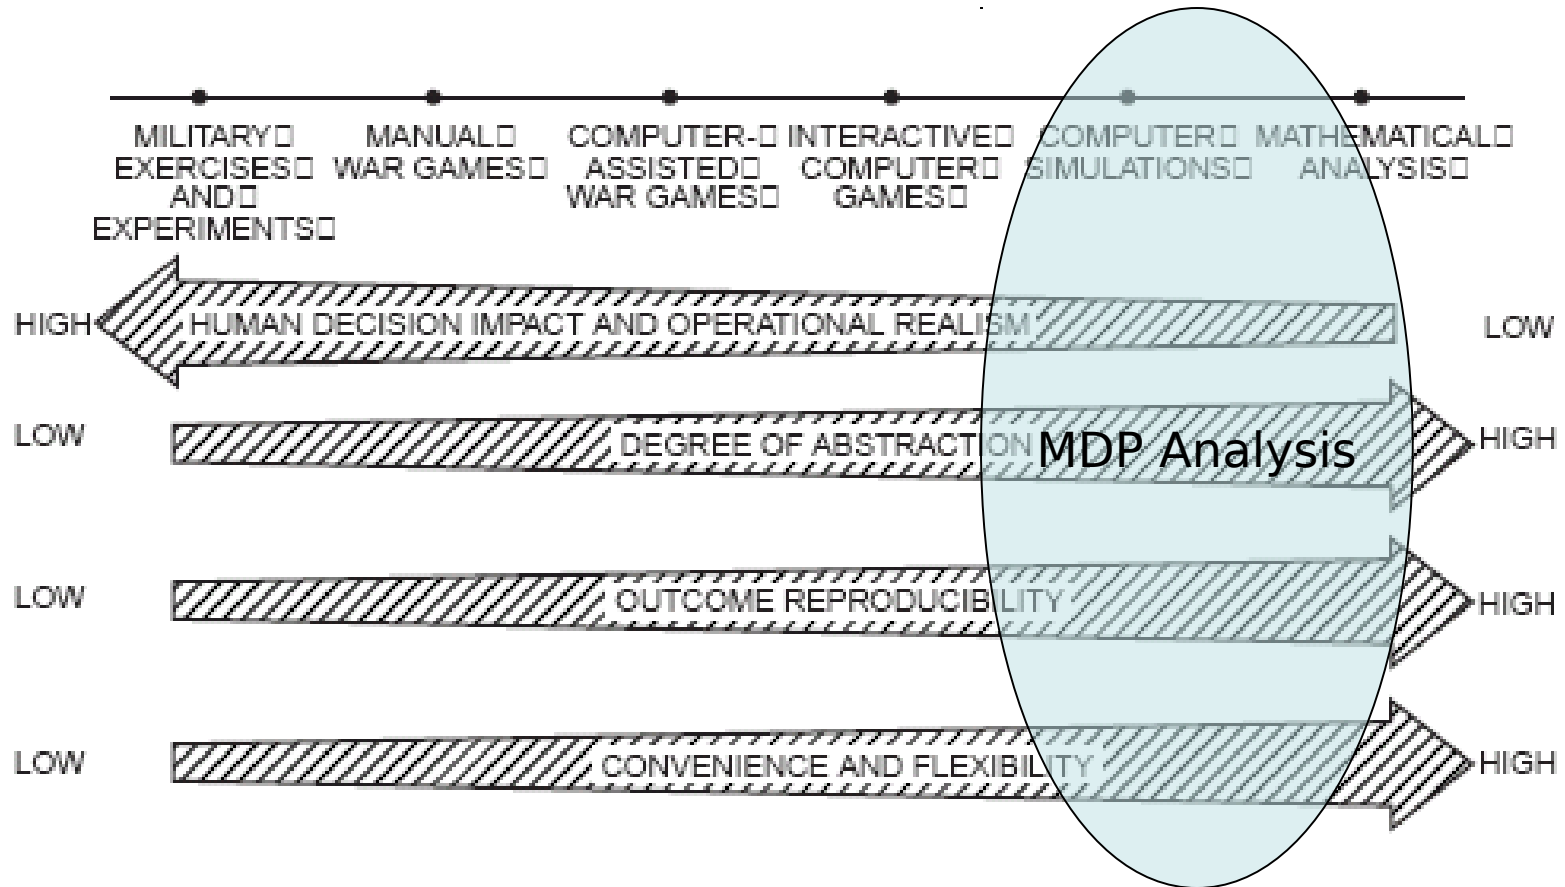 MILITARY□
EXERCISES□
AND□
EXPERIMENTS□
MANUAL□
WAR GAMES□
COMPUTER-□
ASSISTED□
WAR GAMES□
INTERACTIVE□
COMPUTER□
GAMES□
COMPUTER□
SIMULATIONS□
MATHEMATICAL□
ANALYSIS□
HIGH HUMAN DECISION IMPACT AND OPERATIONAL REALISM LOW
LOW DEGREE OF ABSTRACTION HIGH
MDP Analysis
LOW OUTCOME REPRODUCIBILITY HIGH
LOW CONVENIENCE AND FLEXIBILITY HIGH